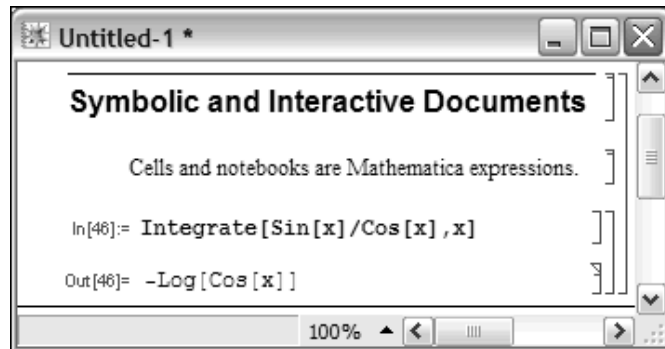 Untitled-1 *
Symbolic and Interactive Documents
Cells and notebooks are Mathematica expressions.
In[46]:= Integrate[Sin[x]/Cos[x],x]
Out[46]= -Log[Cos[x]]
100%